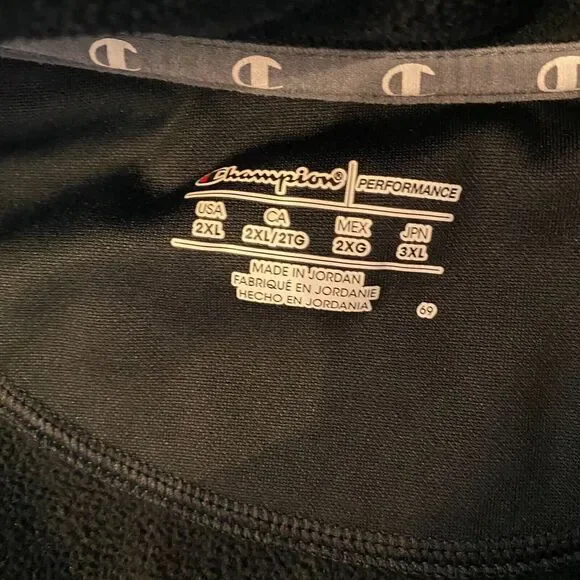 Champion® PERFORMANCE
USA CA MEX JPN
2XL 2XL/2TG 2XG 3XL
MADE IN JORDAN
FABRIQUÉ EN JORDANIE
HECHO EN JORDANIA
69